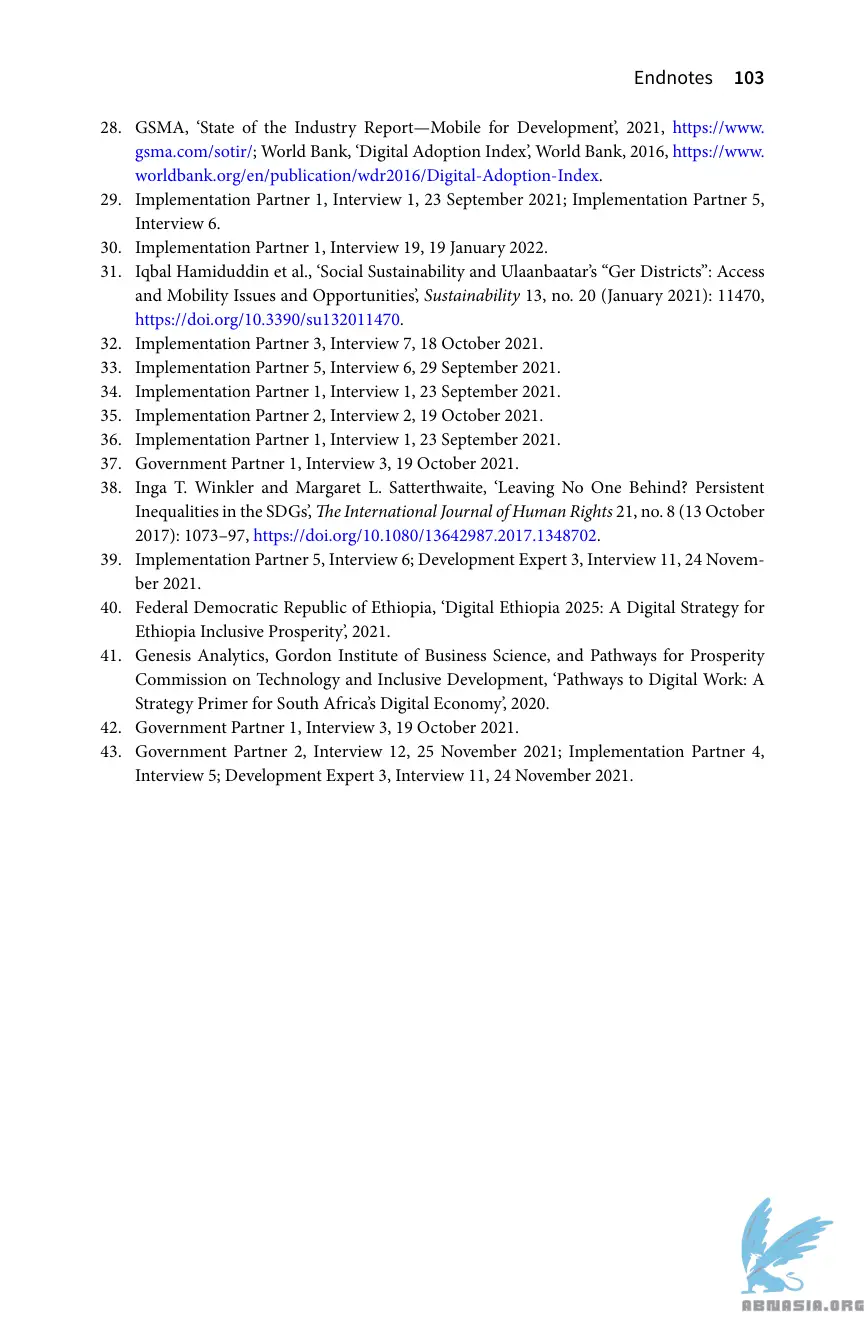 Endnotes 103
28. GSMA, ‘State of the Industry Report—Mobile for Development’, 2021, https://www.
gsma.com/sotir/; World Bank, ‘Digital Adoption Index’, World Bank, 2016, https://www.
worldbank.org/en/publication/wdr2016/Digital-Adoption-Index.
29. Implementation Partner 1, Interview 1, 23 September 2021; Implementation Partner 5,
Interview 6.
30. Implementation Partner 1, Interview 19, 19 January 2022.
31. Iqbal Hamiduddin et al., ‘Social Sustainability and Ulaanbaatar’s “Ger Districts”: Access
and Mobility Issues and Opportunities’, Sustainability 13, no. 20 (January 2021): 11470,
https://doi.org/10.3390/su132011470.
32. Implementation Partner 3, Interview 7, 18 October 2021.
33. Implementation Partner 5, Interview 6, 29 September 2021.
34. Implementation Partner 1, Interview 1, 23 September 2021.
35. Implementation Partner 2, Interview 2, 19 October 2021.
36. Implementation Partner 1, Interview 1, 23 September 2021.
37. Government Partner 1, Interview 3, 19 October 2021.
38. Inga T. Winkler and Margaret L. Satterthwaite, ‘Leaving No One Behind? Persistent
Inequalities in the SDGs’, The International Journal of Human Rights 21, no. 8 (13 October
2017): 1073–97, https://doi.org/10.1080/13642987.2017.1348702.
39. Implementation Partner 5, Interview 6; Development Expert 3, Interview 11, 24 Novem-
ber 2021.
40. Federal Democratic Republic of Ethiopia, ‘Digital Ethiopia 2025: A Digital Strategy for
Ethiopia Inclusive Prosperity’, 2021.
41. Genesis Analytics, Gordon Institute of Business Science, and Pathways for Prosperity
Commission on Technology and Inclusive Development, ‘Pathways to Digital Work: A
Strategy Primer for South Africa’s Digital Economy’, 2020.
42. Government Partner 1, Interview 3, 19 October 2021.
43. Government Partner 2, Interview 12, 25 November 2021; Implementation Partner 4,
Interview 5; Development Expert 3, Interview 11, 24 November 2021.
ABNASIA.ORG